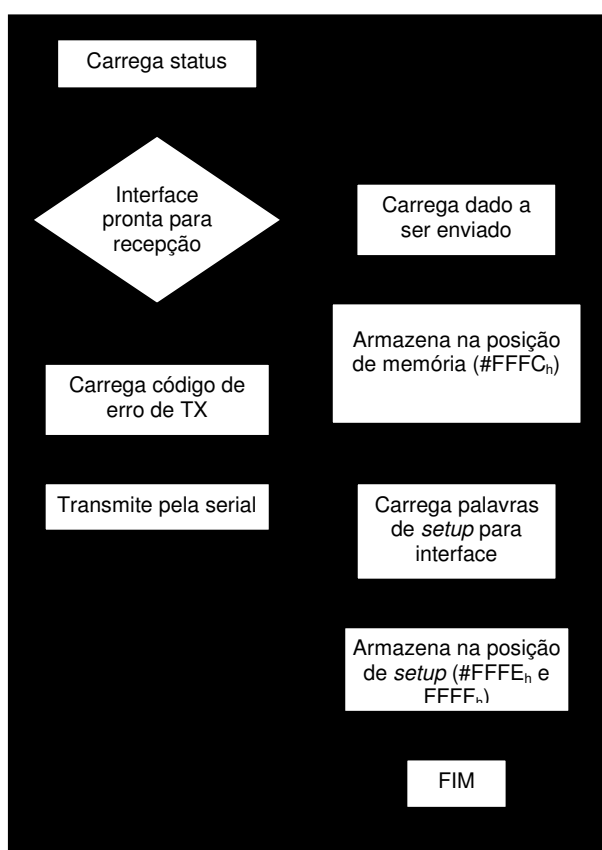 Carrega status
Interface
pronta para
recepção
Carrega código de
erro de TX
Transmite pela serial
Carrega dado a
ser enviado
Armazena na posição
de memória (#FFFCₕ)
Carrega palavras
de setup para
interface
Armazena na posição
de setup (#FFFEₕ e
FFFFₕ)
FIM